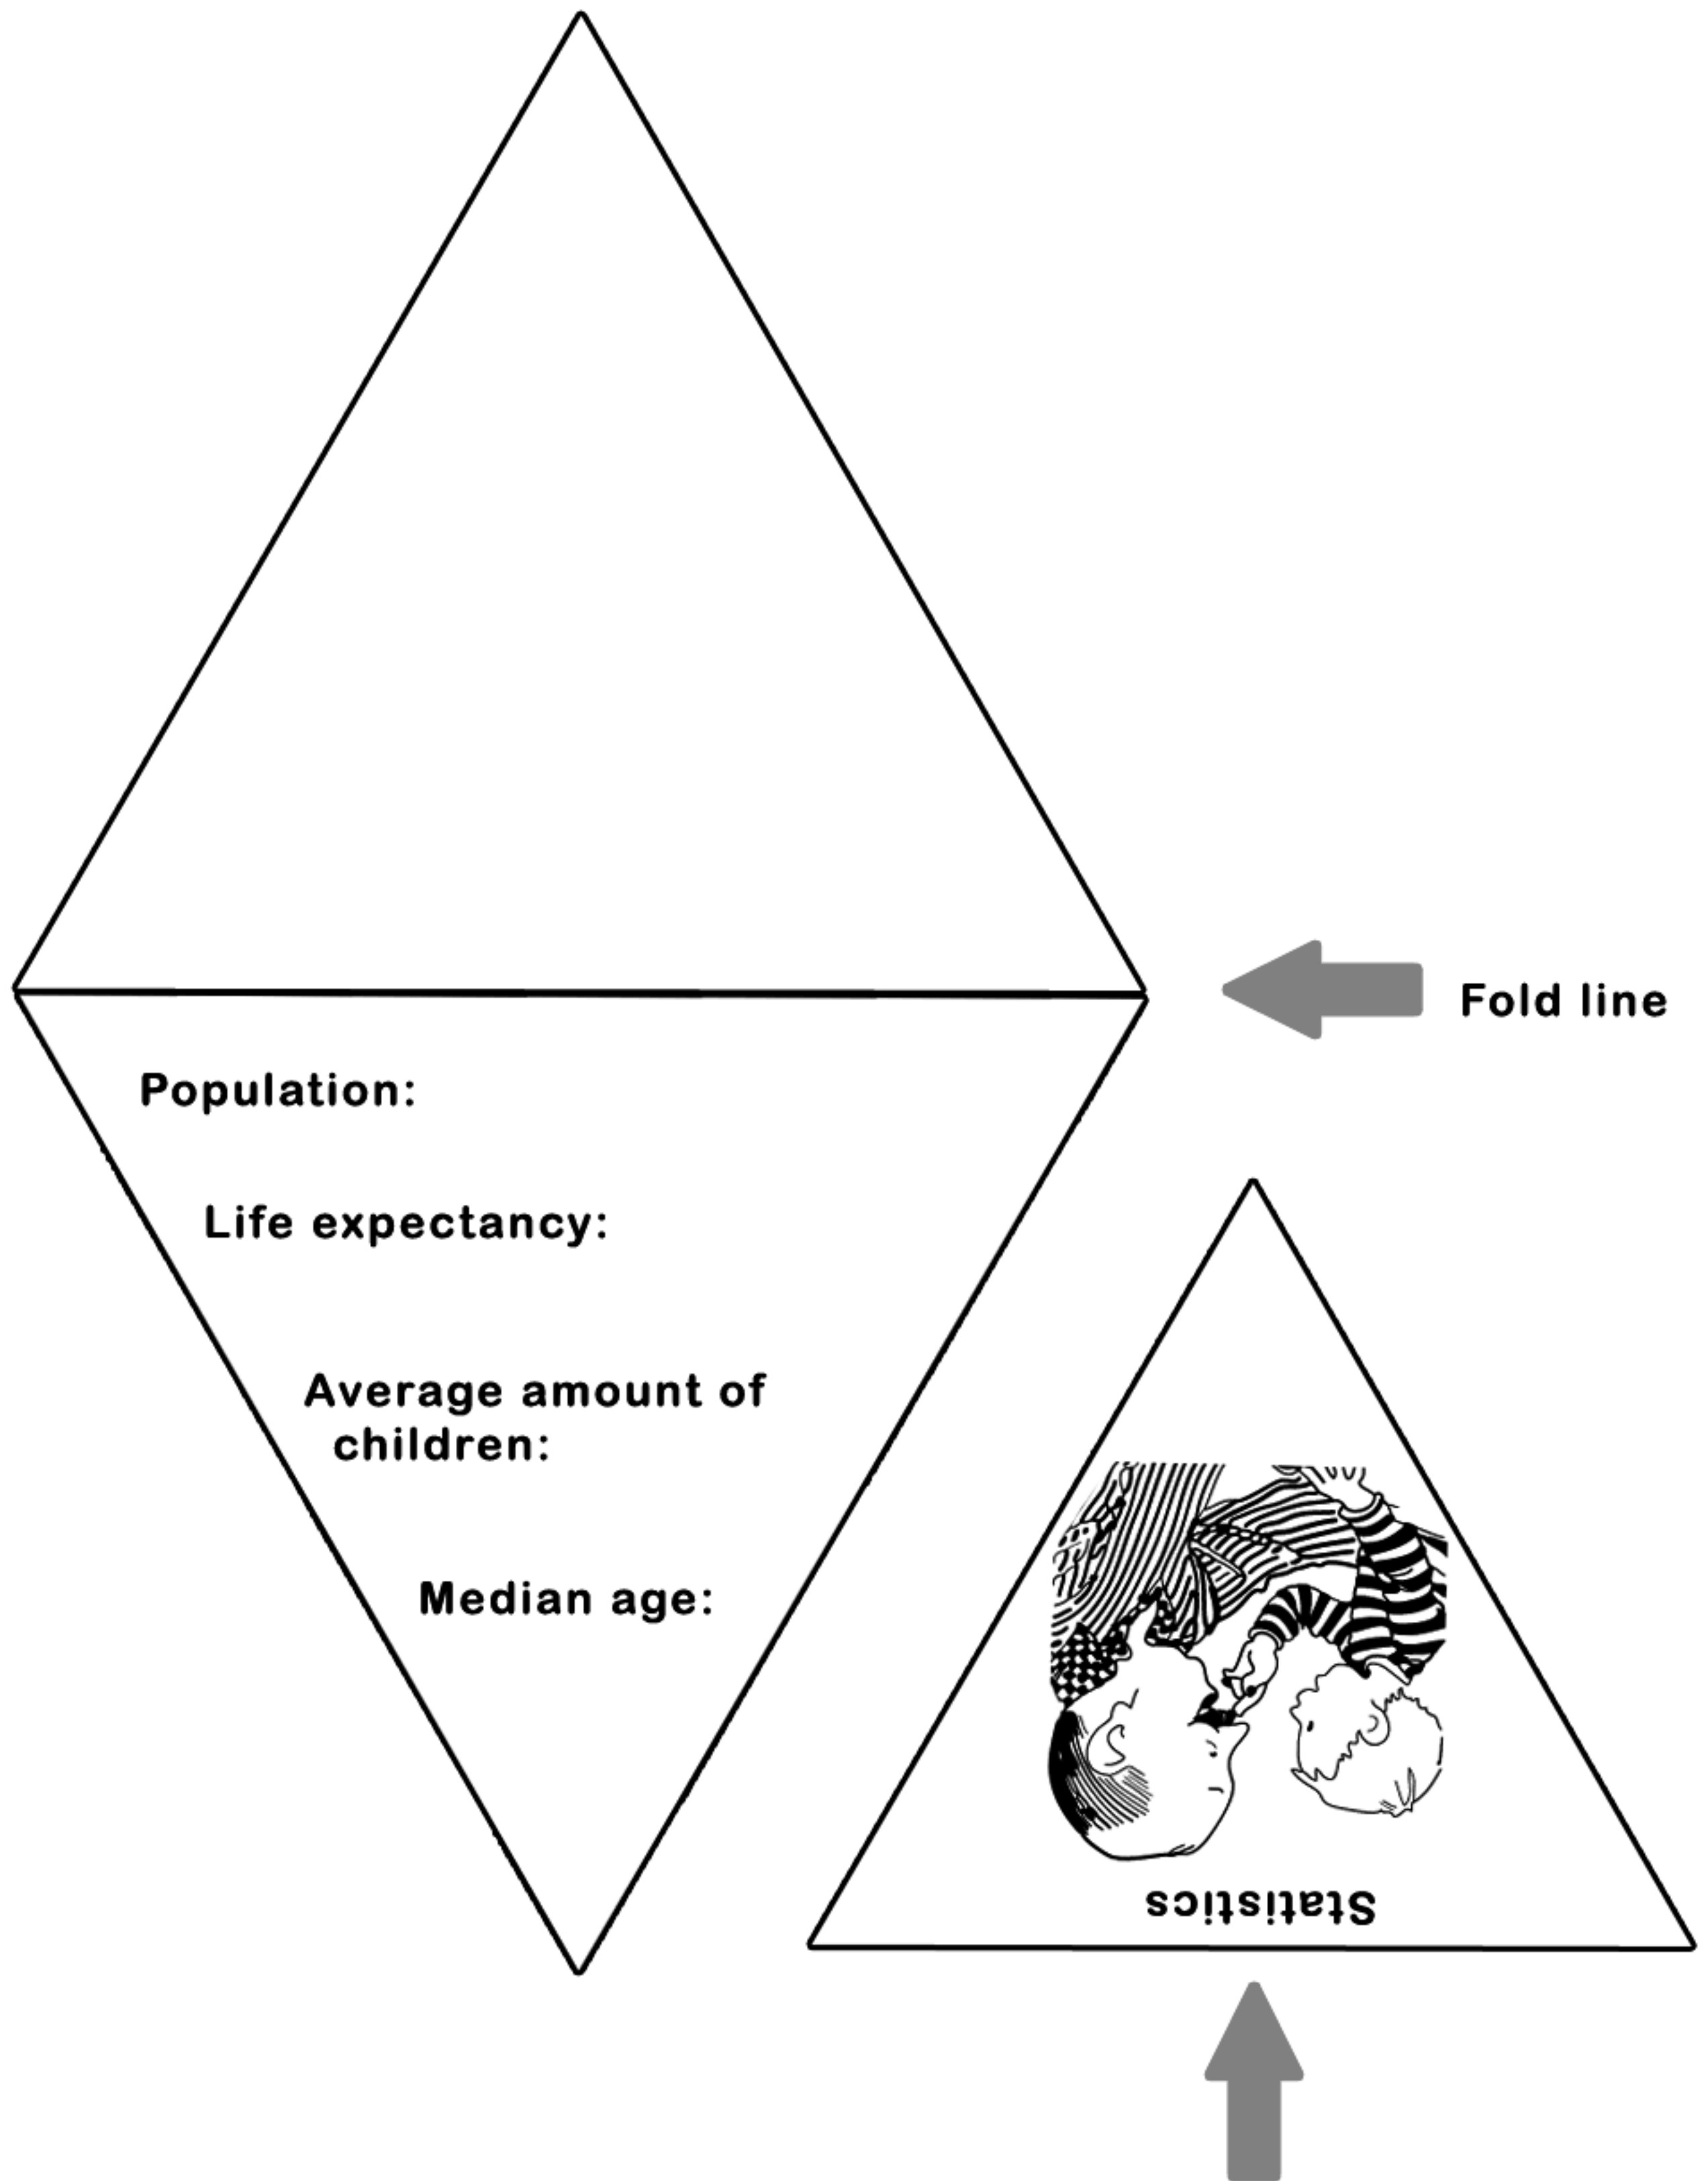 Fold line
Population:
Life expectancy:
Average amount of
children:
Median age:
Statistics